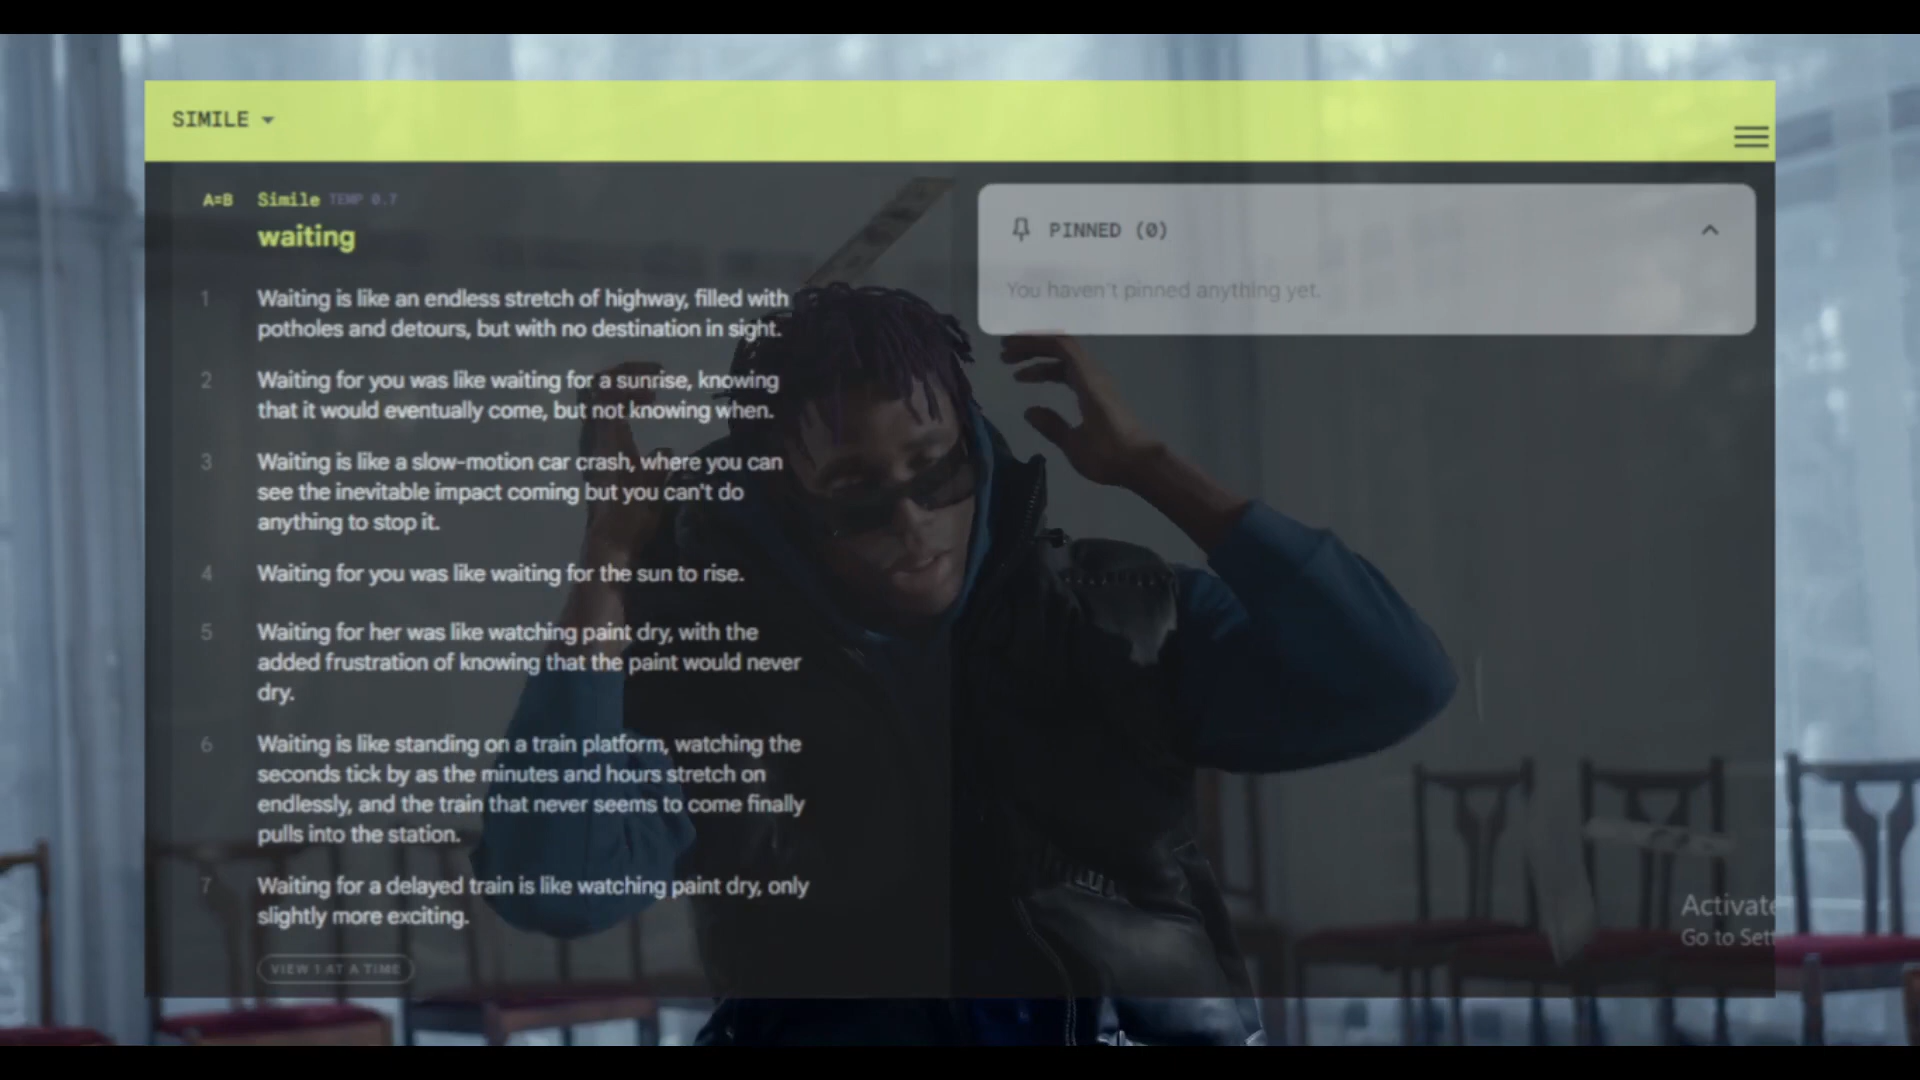 SIMILE
A=B Simile TEMP 0.7
waiting
1 Waiting is like an endless stretch of highway, filled with
potholes and detours, but with no destination in sight.
2 Waiting for you was like waiting for a sunrise, knowing
that it would eventually come, but not knowing when.
3 Waiting is like a slow-motion car crash, where you can
see the inevitable impact coming but you can't do
anything to stop it.
4 Waiting for you was like waiting for the sun to rise.
5 Waiting for her was like watching paint dry, with the
added frustration of knowing that the paint would never
dry.
6 Waiting is like standing on a train platform, watching the
seconds tick by as the minutes and hours stretch on
endlessly, and the train that never seems to come finally
pulls into the station.
7 Waiting for a delayed train is like watching paint dry, only
slightly more exciting.
VIEW 1 AT A TIME
PINNED (0)
You haven't pinned anything yet.
Activate
Go to Sett